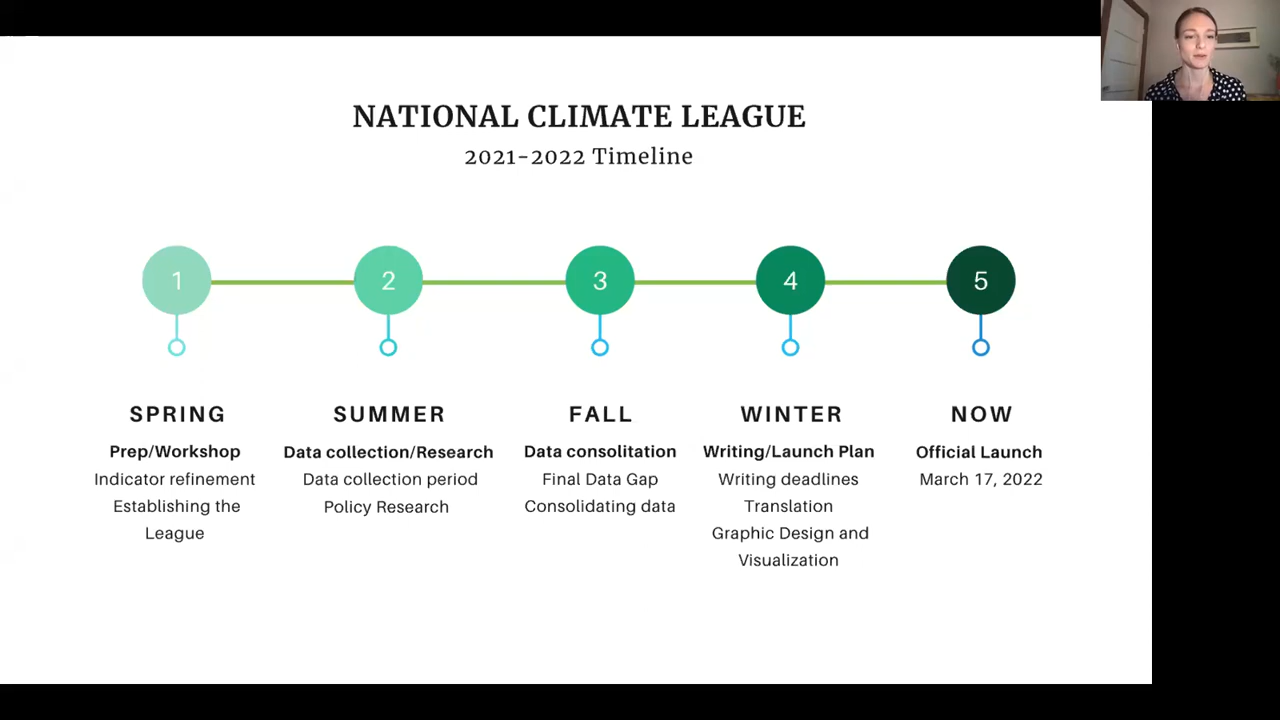 NATIONAL CLIMATE LEAGUE
2021-2022 Timeline
1
2
3
4
5
SPRING
Prep/Workshop
Indicator refinement
Establishing the
League
SUMMER
Data collection/Research
Data collection period
Policy Research
FALL
Data consolitation
Final Data Gap
Consolidating data
WINTER
Writing/Launch Plan
Writing deadlines
Translation
Graphic Design and
Visualization
NOW
Official Launch
March 17, 2022